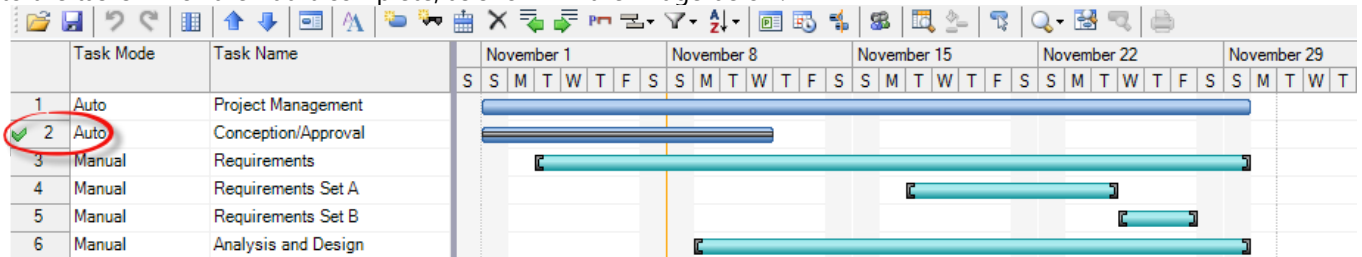 Task Mode Task Name November 1 November 8 November 15 November 22 November 29
S S M T W T F S S M T W T F S S M T W T F S S M T W T F S S M T W T
1 Auto Project Management
2 Auto Conception/Approval
3 Manual Requirements
4 Manual Requirements Set A
5 Manual Requirements Set B
6 Manual Analysis and Design